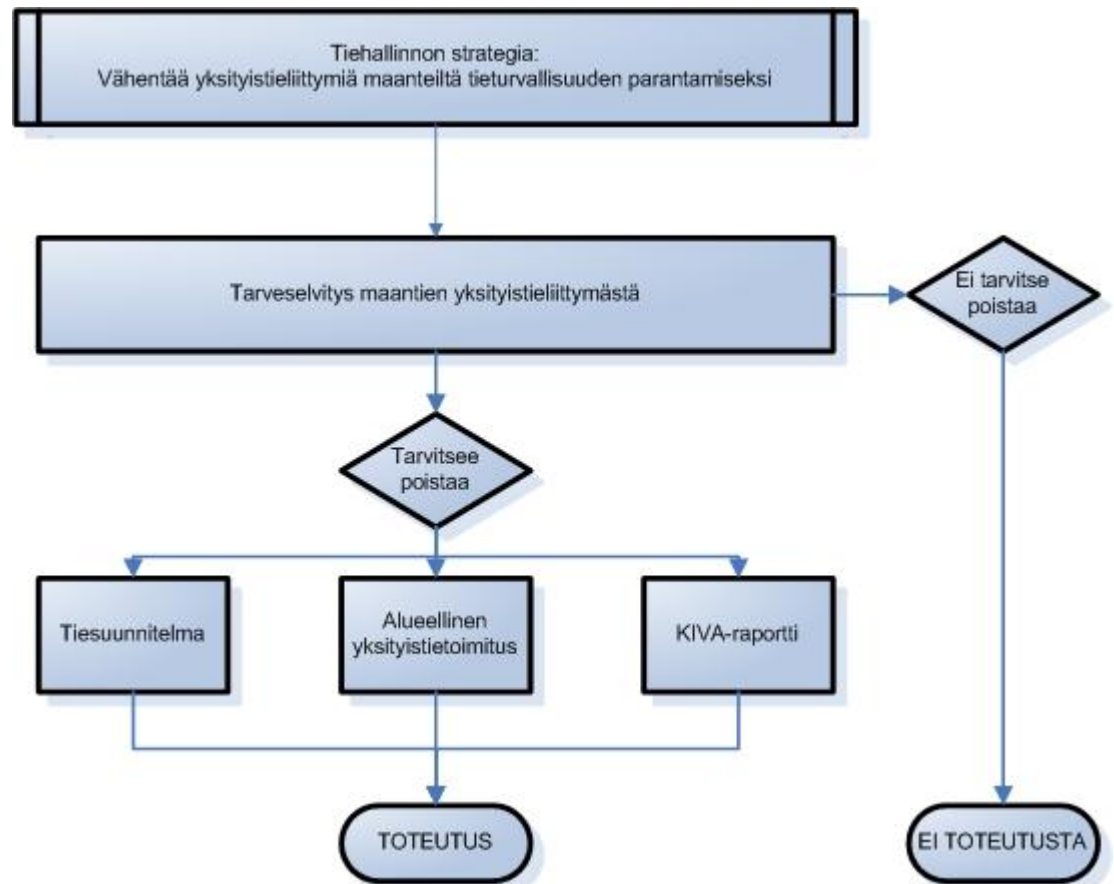 Tiehallinnon strategia:
Vähentää yksityistieliittymiä maanteiltä tieturvallisuuden parantamiseksi
Tarveselvitys maantien yksityistieliittymästä
Ei tarvitse
poistaa
Tarvitsee
poistaa
Tiesuunnitelma
Alueellinen
yksityistietoimitus
KIVA-raportti
TOTEUTUS
EI TOTEUTUSTA